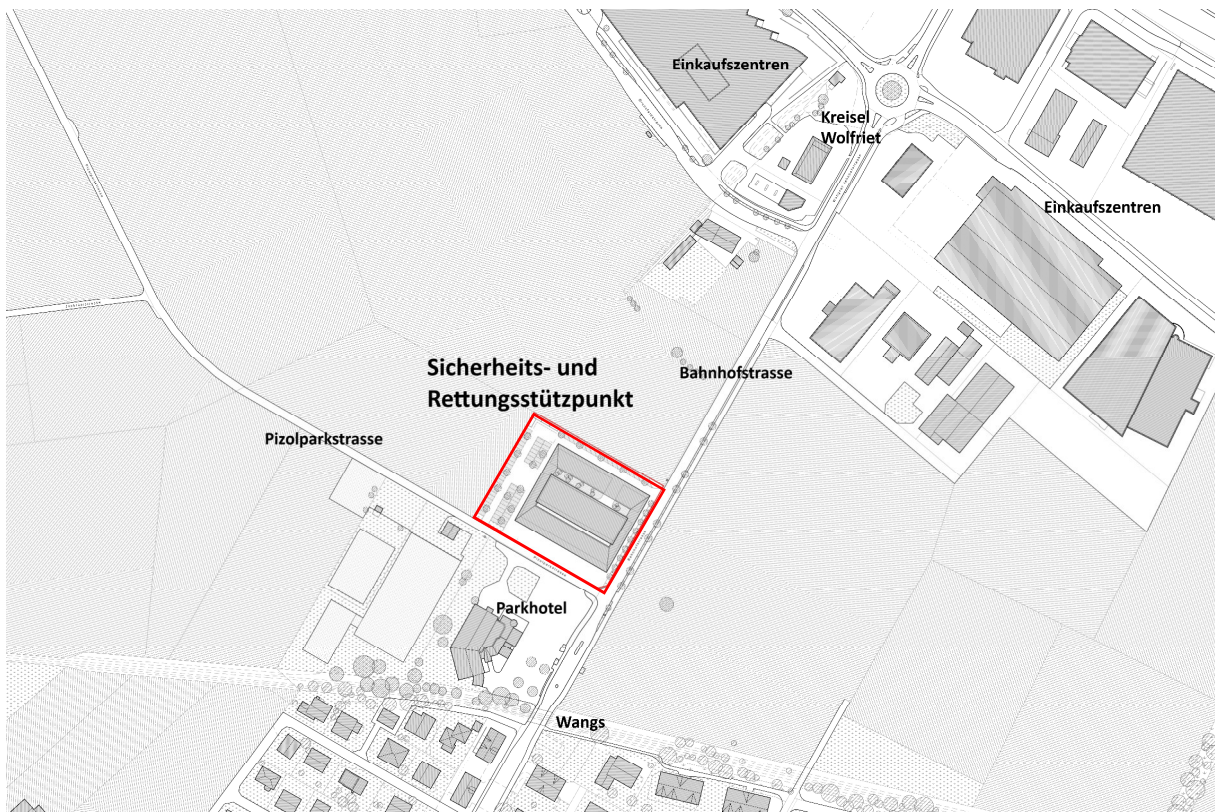 Einkaufszentren
Kreisel
Wolfriet
Einkaufszentren
Sicherheits- und
Rettungsstützpunkt
Bahnhofstrasse
Pizolparkstrasse
Parkhotel
Wangs